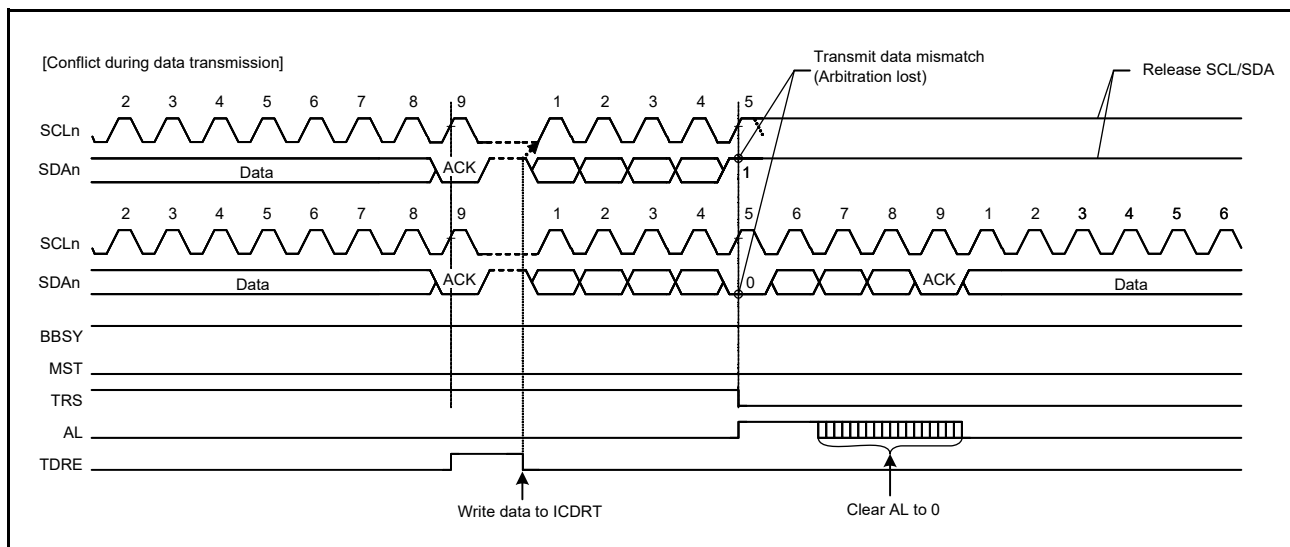 [Conflict during data transmission]
Transmit data mismatch
(Arbitration lost)
Release SCL/SDA
2 3 4 5 6 7 8 9 1 2 3 4 5
SCLn
SDAn Data ACK 1
2 3 4 5 6 7 8 9 1 2 3 4 5 6 7 8 9 1 2 3 4 5 6
SCLn
SDAn Data ACK 0 ACK Data
BBSY
MST
TRS
AL
TDRE
Write data to ICDRT
Clear AL to 0